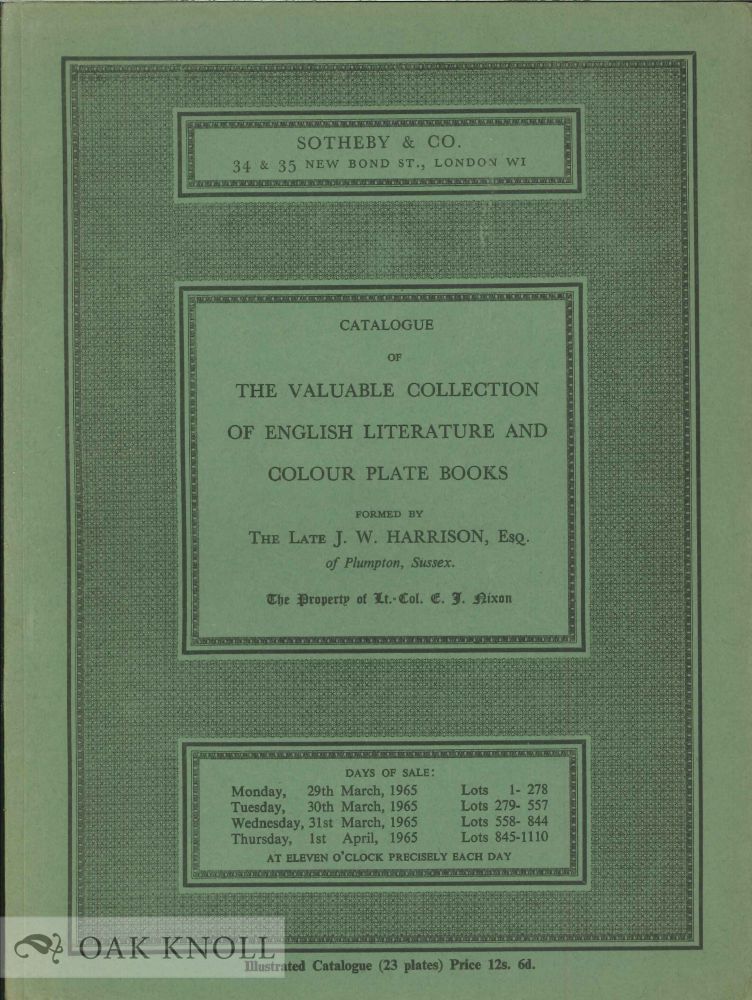 SOTHEBY & CO.
34 & 35 NEW BOND ST., LONDON WI
CATALOGUE
OF
THE VALUABLE COLLECTION
OF ENGLISH LITERATURE AND
COLOUR PLATE BOOKS
FORMED BY
THE LATE J. W. HARRISON, ESQ.
of Plumpton, Sussex.
The Property of Lt.-Col. E. J. Nixon
DAYS OF SALE:
Monday, 29th March, 1965 Lots 1- 278
Tuesday, 30th March, 1965 Lots 279- 557
Wednesday, 31st March, 1965 Lots 558- 844
Thursday, 1st April, 1965 Lots 845-1110
AT ELEVEN O'CLOCK PRECISELY EACH DAY
OAK KNOLL
Illustrated Catalogue (23 plates) Price 12s. 6d.